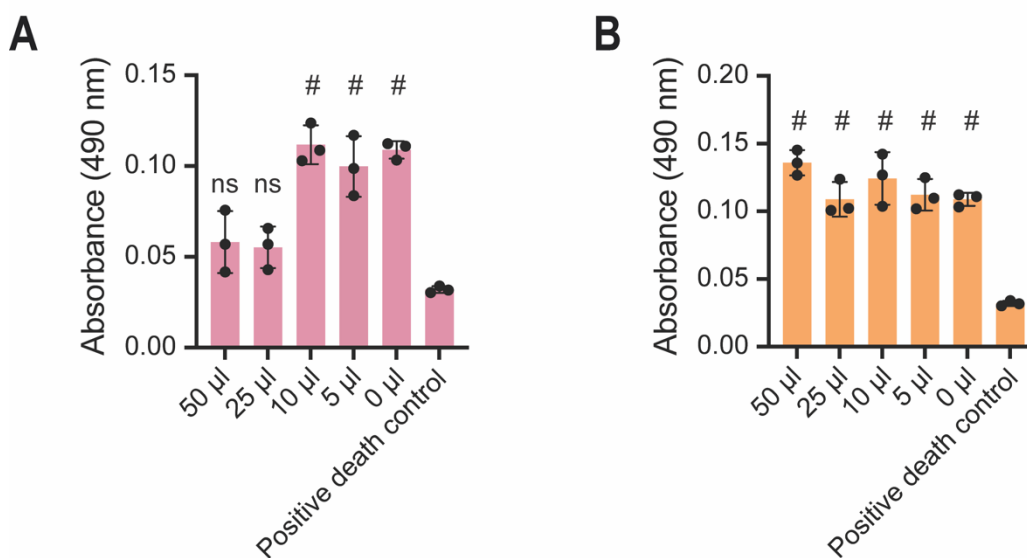 A
Absorbance (490 nm)
0.15
0.10
0.05
0.00
ns
ns
#
#
#
50 µl
25 µl
10 µl
5 µl
0 µl
Positive death control
B
Absorbance (490 nm)
0.20
0.15
0.10
0.05
0.00
#
#
#
#
#
50 µl
25 µl
10 µl
5 µl
0 µl
Positive death control